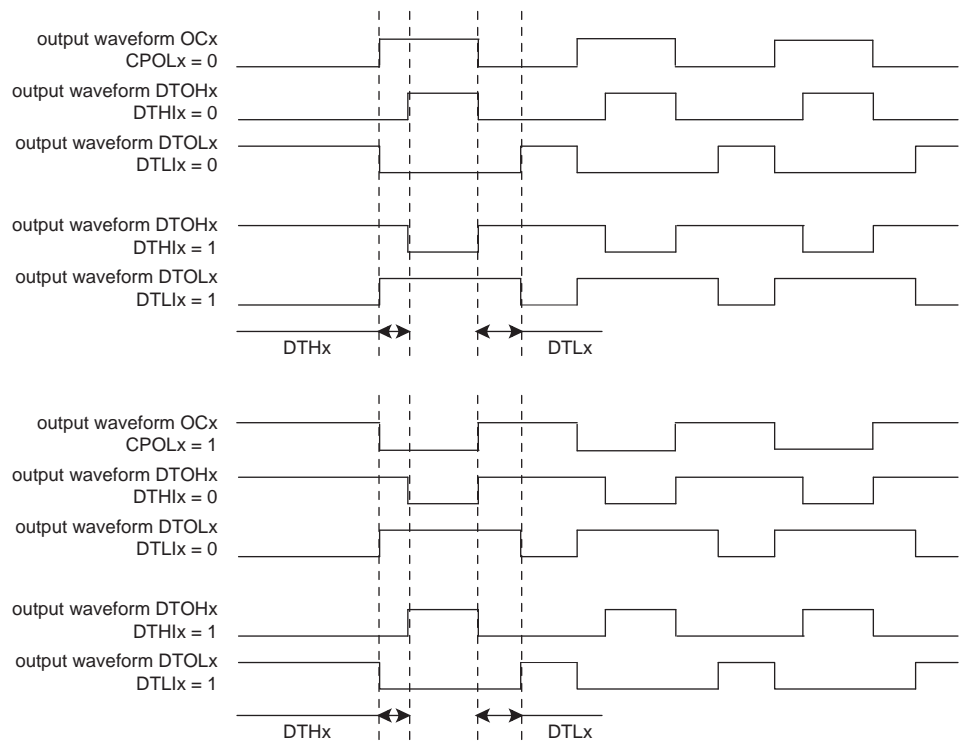 output waveform OCx
CPOLx = 0
output waveform DTOHx
DTHIx = 0
output waveform DTOLx
DTLIx = 0
output waveform DTOHx
DTHIx = 1
output waveform DTOLx
DTLIx = 1
DTHx DTLx
output waveform OCx
CPOLx = 1
output waveform DTOHx
DTHIx = 0
output waveform DTOLx
DTLIx = 0
output waveform DTOHx
DTHIx = 1
output waveform DTOLx
DTLIx = 1
DTHx DTLx